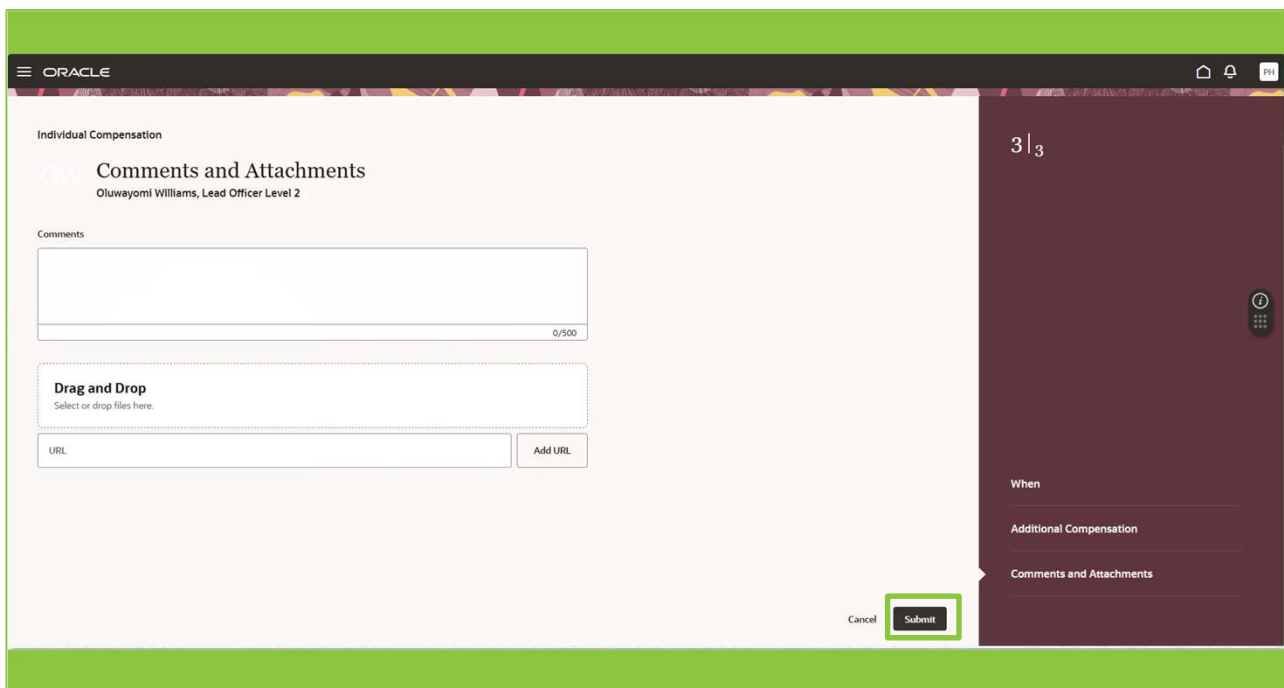 ORACLE
PH
Individual Compensation
OW
Comments and Attachments
Oluwayomi Williams, Lead Officer Level 2
Comments
0/500
Drag and Drop
Select or drop files here.
URL
Add URL
Cancel
Submit
3|3
When
Additional Compensation
Comments and Attachments